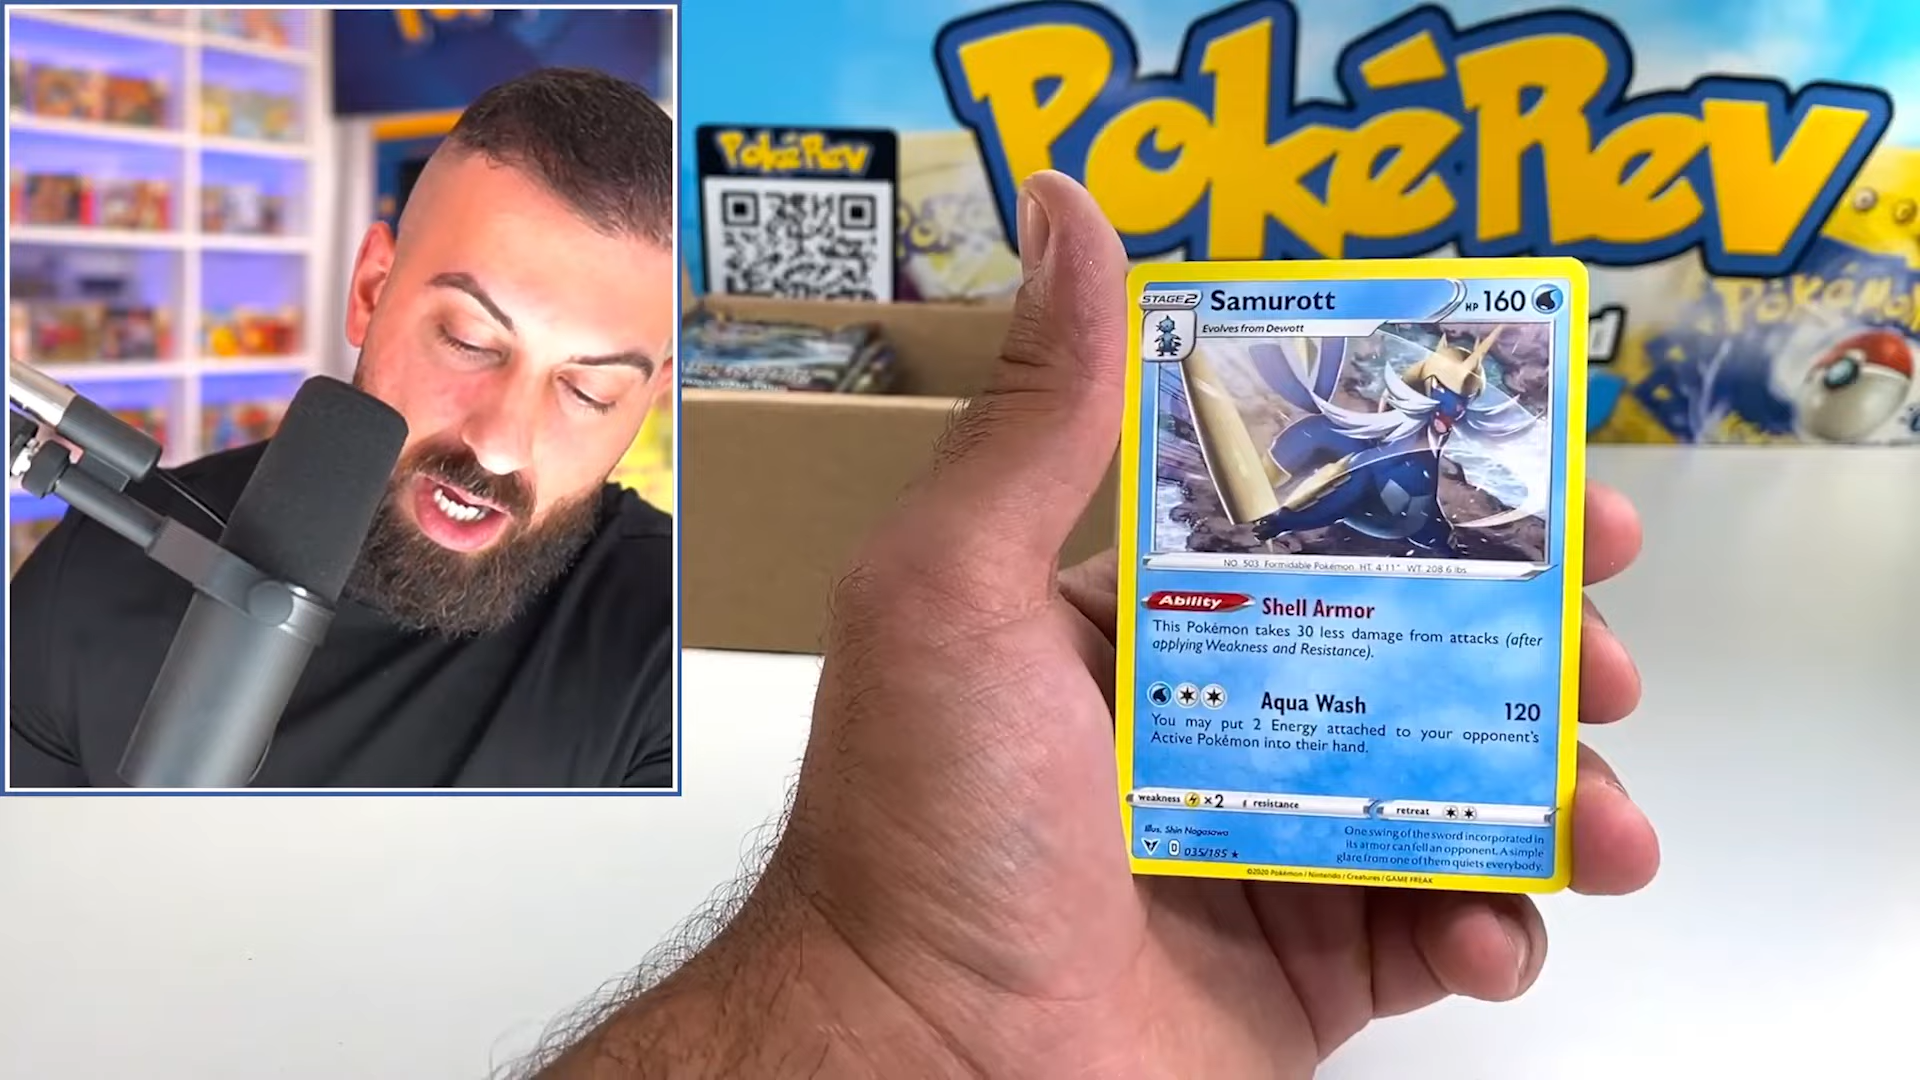 PokéRev
PokéRev
STAGE 2 Samurott HP 160
Evolves from Dewott
NO. 503 Formidable Pokémon HT. 4'11" WT. 208.6 lbs.
Ability Shell Armor
This Pokémon takes 30 less damage from attacks (after
applying Weakness and Resistance).
Aqua Wash 120
You may put 2 Energy attached to your opponent's
Active Pokémon into their hand.
weakness ×2 resistance retreat
Illus. Shin Nagasawa
D 035/185 ★
One swing of the sword incorporated in
its armor can fell an opponent. A simple
glare from one of them quiets everybody.
©2020 Pokémon / Nintendo / Creatures / GAME FREAK
POKéMON